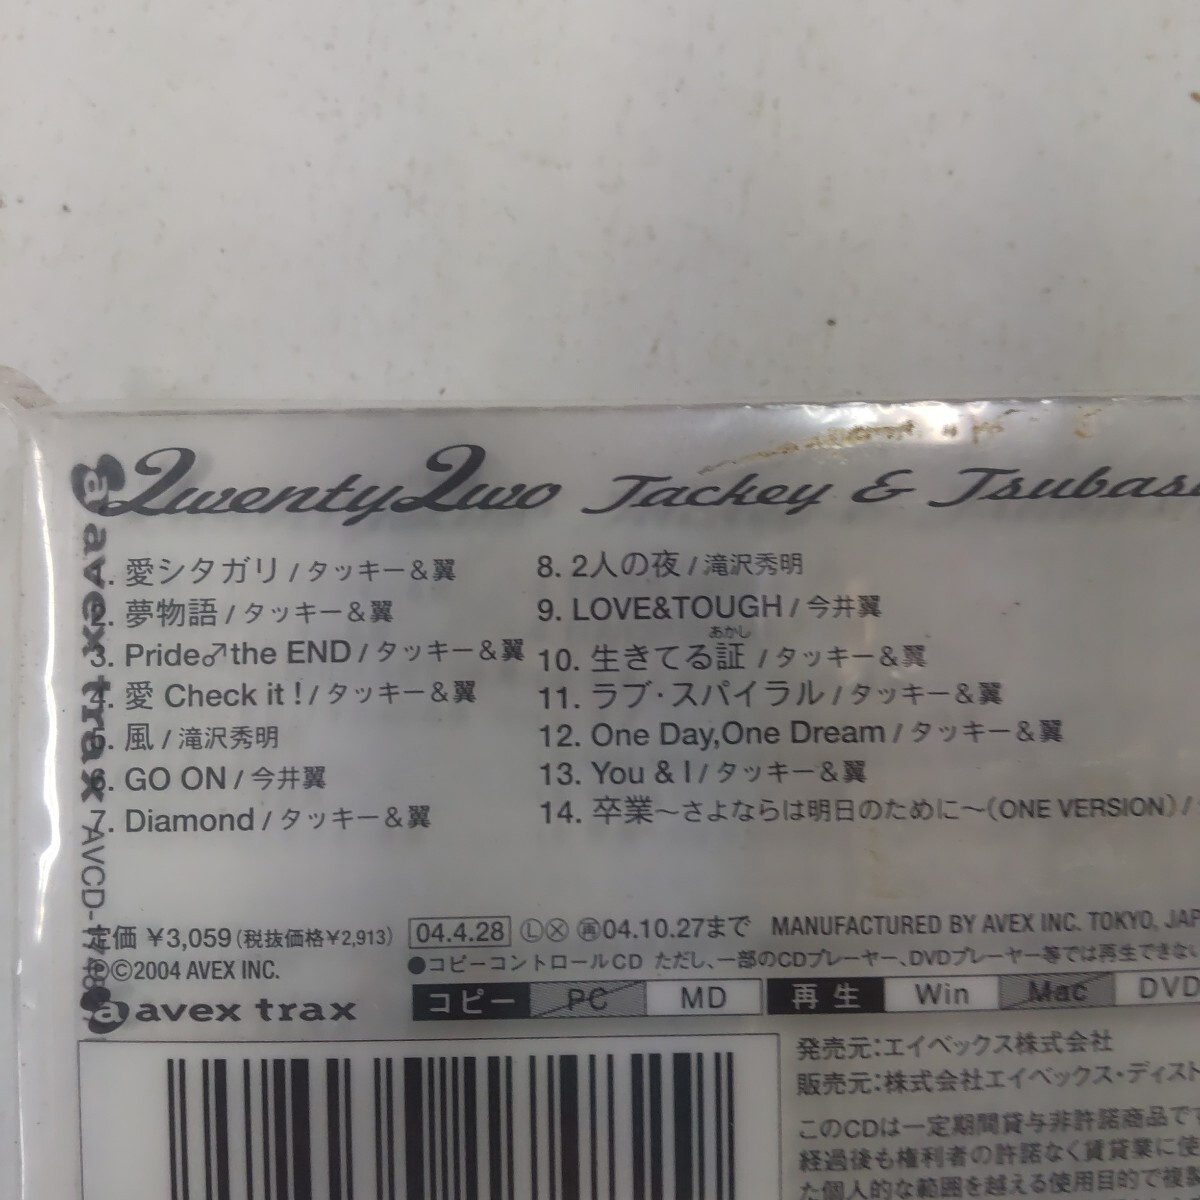 2wenty2wo Tackey & Tsubasa
1. 愛シタガリ/タッキー&翼
2. 夢物語/タッキー&翼
3. Pride♂the END/タッキー&翼
4. 愛 Check it!/タッキー&翼
5. 風/滝沢秀明
6. GO ON/今井翼
7. Diamond/タッキー&翼
8. 2人の夜/滝沢秀明
9. LOVE&TOUGH/今井翼
あかし
10. 生きてる証 /タッキー&翼
11. ラブ・スパイラル/タッキー&翼
12. One Day,One Dream/タッキー&翼
13. You & I/タッキー&翼
14. 卒業〜さよならは明日のために〜(ONE VERSION)/
a avex trax AVCD-
定価 ¥3,059(税抜価格¥2,913) 04.4.28 Ⓛ Ⓧ ㊢04.10.27まで MANUFACTURED BY AVEX INC. TOKYO, JAP
Ⓟ©2004 AVEX INC.
●コピーコントロールCD ただし、一部のCDプレーヤー、DVDプレーヤー等では再生できない
a avex trax
コピー PC MD 再生 Win Mac DVD
発売元:エイベックス株式会社
販売元:株式会社エイベックス・ディスト
このCDは一定期間貸与非許諾商品で
経過後も権利者の許諾なく賃貸業に使
た個人的な範囲を越える使用目的で複製